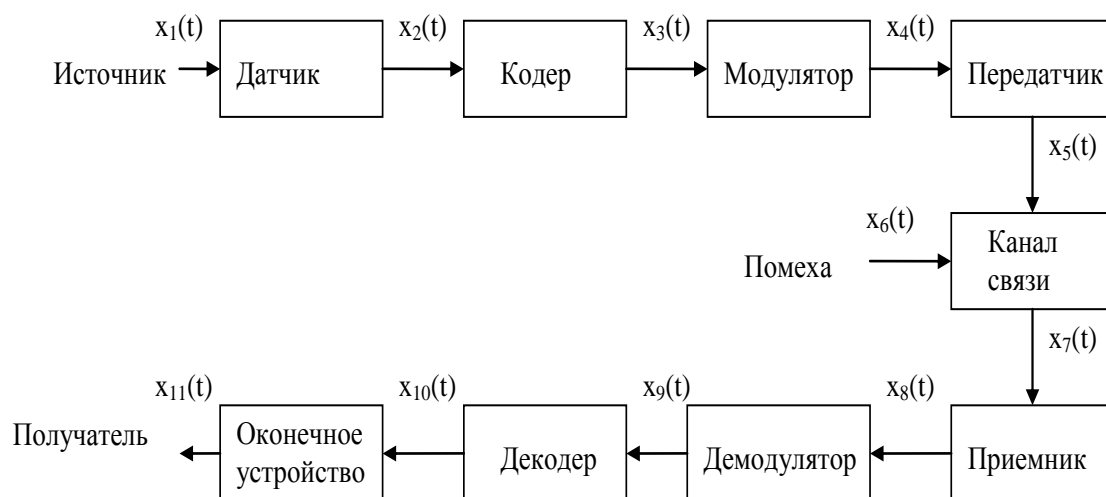 x₁(t) x₂(t) x₃(t) x₄(t)
Источник Датчик Кодер Модулятор Передатчик
x₅(t)
x₆(t)
Помеха
Канал
связи
x₇(t)
x₁₁(t) x₁₀(t) x₉(t) x₈(t)
Получатель
Оконечное
устройство
Декодер Демодулятор Приемник